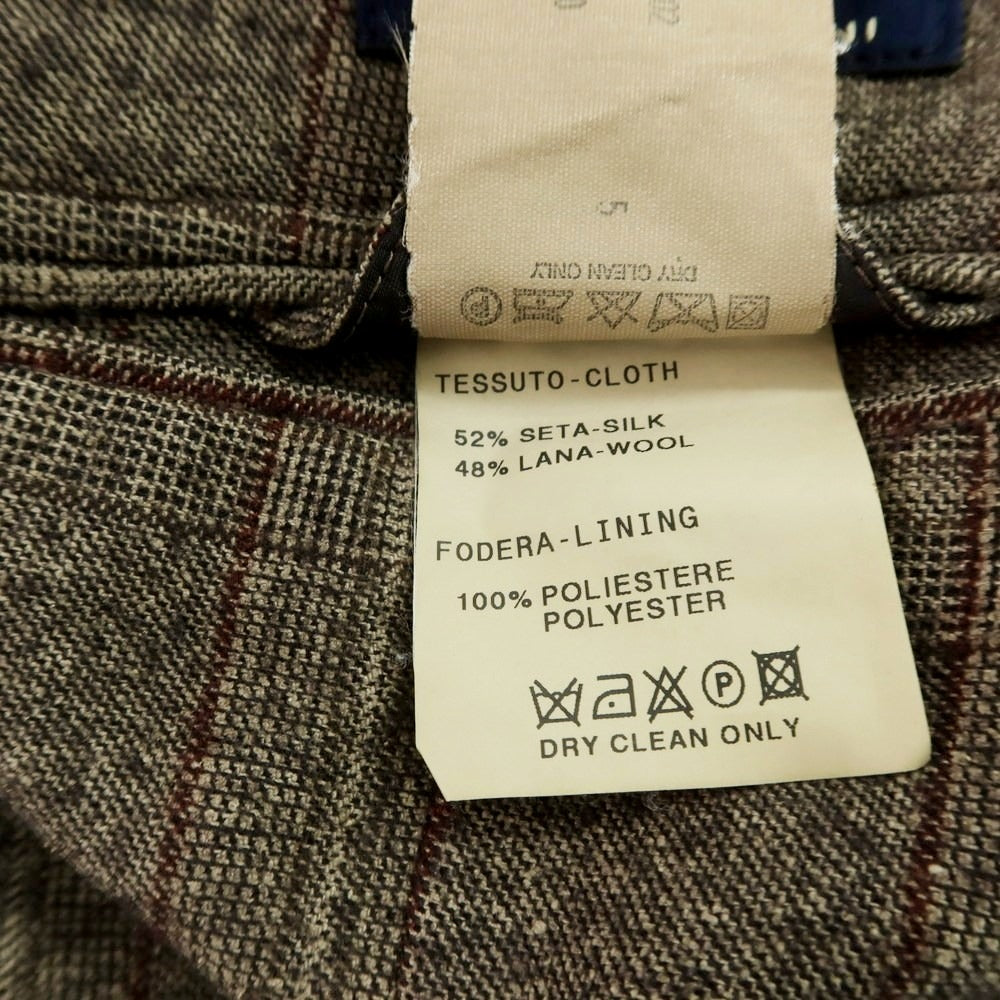 5
DRY CLEAN ONLY
TESSUTO-CLOTH
52% SETA-SILK
48% LANA-WOOL
FODERA-LINING
100% POLIESTERE
POLYESTER
P
DRY CLEAN ONLY